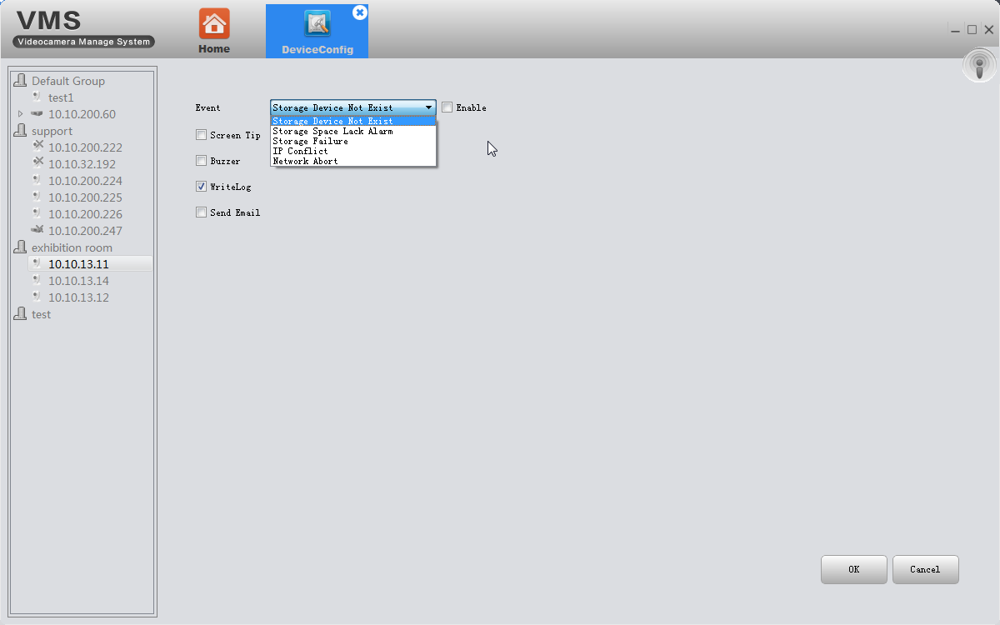 VMS
Videocamera Manage System
Home
DeviceConfig
Default Group
test1
10.10.200.60
support
10.10.200.222
10.10.32.192
10.10.200.224
10.10.200.225
10.10.200.226
10.10.200.247
exhibition room
10.10.13.11
10.10.13.14
10.10.13.12
test
Event
Storage Device Not Exist
Enable
Storage Device Not Exist
Storage Space Lack Alarm
Storage Failure
IP Conflict
Network Abort
Screen Tip
Buzzer
WriteLog
Send Email
OK
Cancel